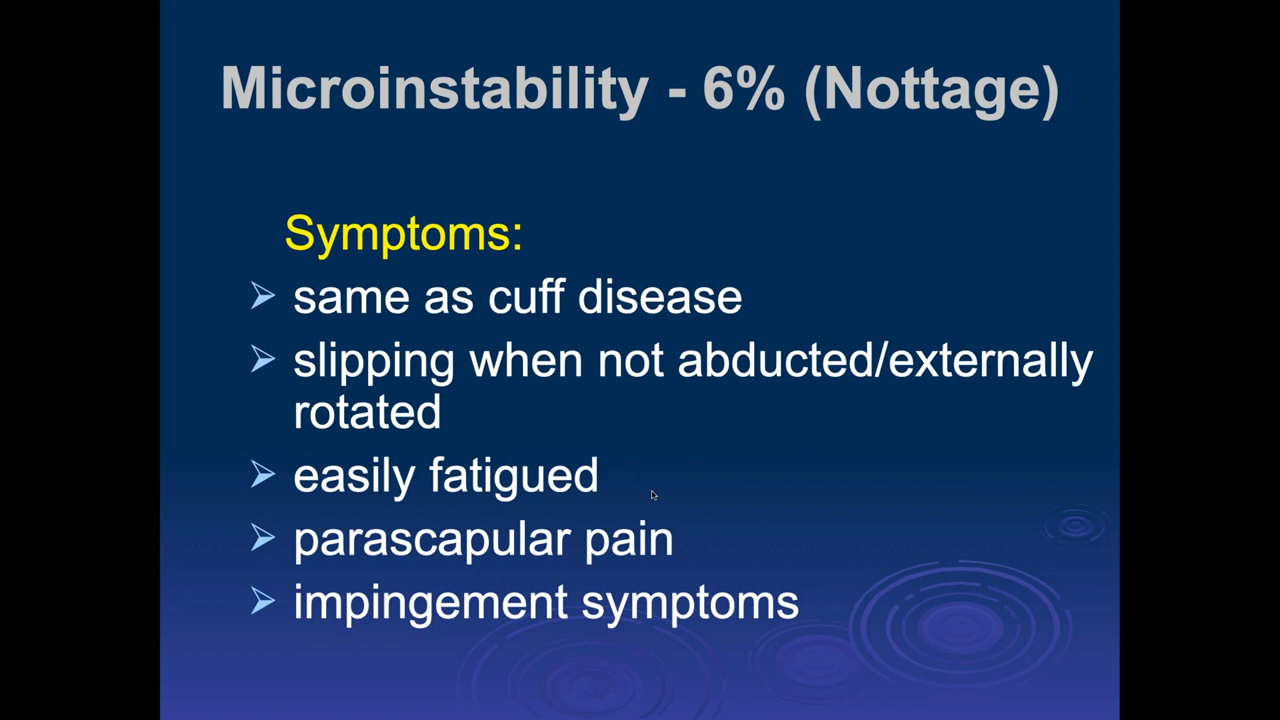 Microinstability - 6% (Nottage)
Symptoms:
same as cuff disease
slipping when not abducted/externally
rotated
easily fatigued
parascapular pain
impingement symptoms